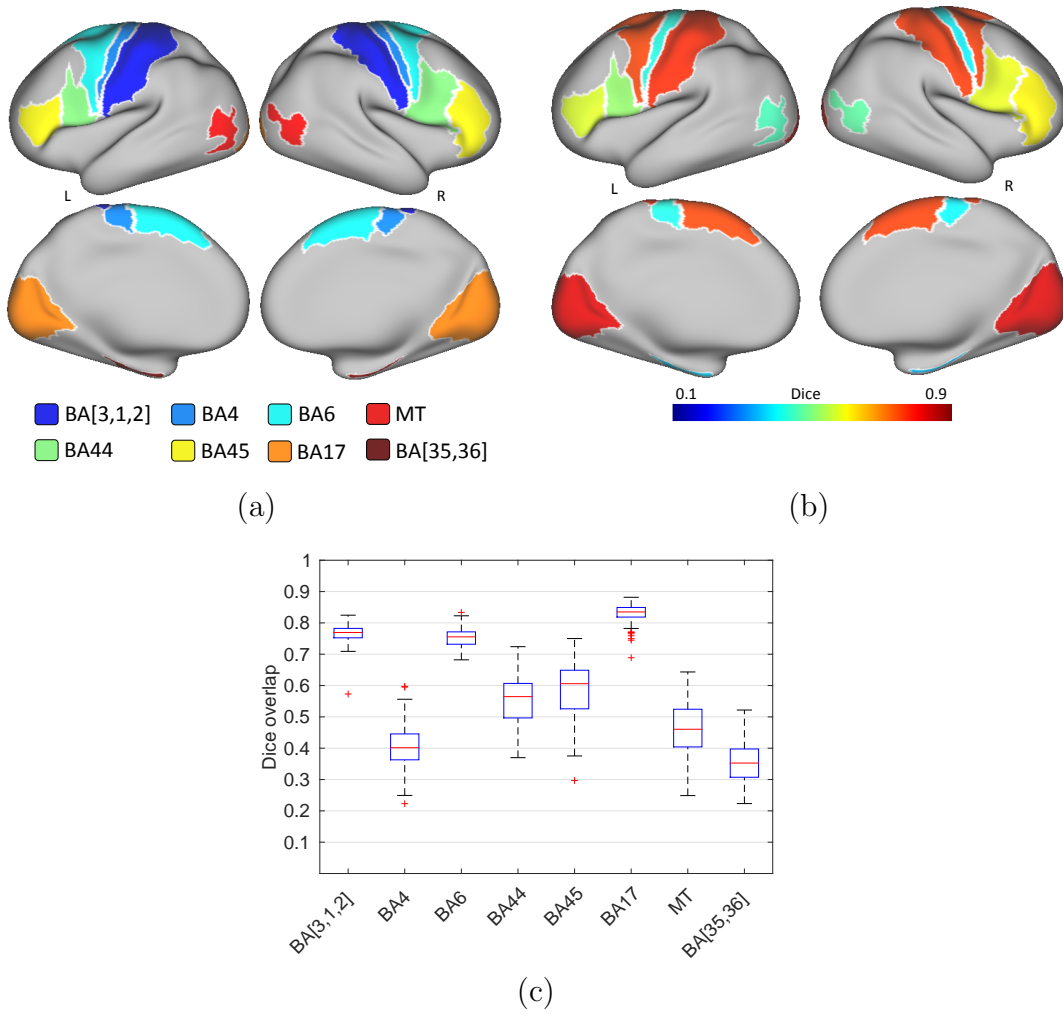 L
R
L
R
BA[3,1,2]
BA4
BA6
MT
BA44
BA45
BA17
BA[35,36]
0.1
Dice
0.9
(a)
(b)
1
0.9
0.8
0.7
0.6
0.5
0.4
0.3
0.2
0.1
Dice overlap
BA[3,1,2]
BA4
BA6
BA44
BA45
BA17
MT
BA[35,36]
(c)